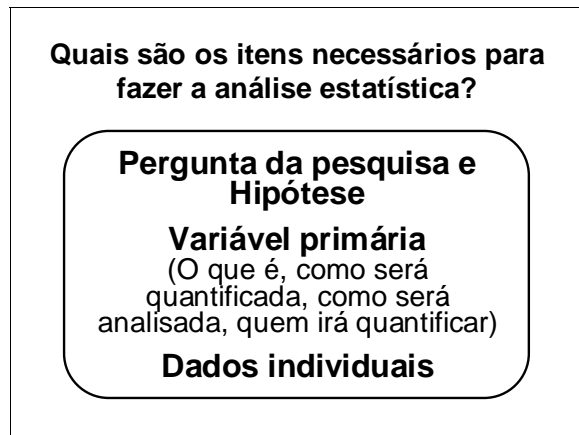 Quais são os itens necessários para
fazer a análise estatística?
Pergunta da pesquisa e
Hipótese
Variável primária
(O que é, como será
quantificada, como será
analisada, quem irá quantificar)
Dados individuais